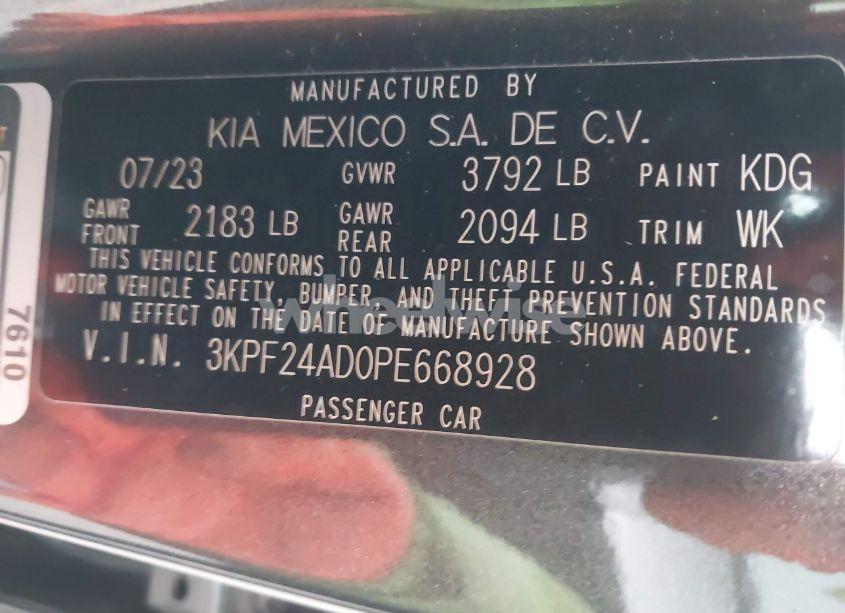 MANUFACTURED BY
KIA MEXICO S.A. DE C.V.
07/23 GVWR 3792 LB PAINT KDG
GAWR FRONT 2183 LB GAWR REAR 2094 LB TRIM WK
THIS VEHICLE CONFORMS TO ALL APPLICABLE U.S.A. FEDERAL
MOTOR VEHICLE SAFETY, BUMPER, AND THEFT PREVENTION STANDARDS
IN EFFECT ON THE DATE OF MANUFACTURE SHOWN ABOVE.
V.I.N. 3KPF24AD0PE668928
PASSENGER CAR
7610
wheelwise